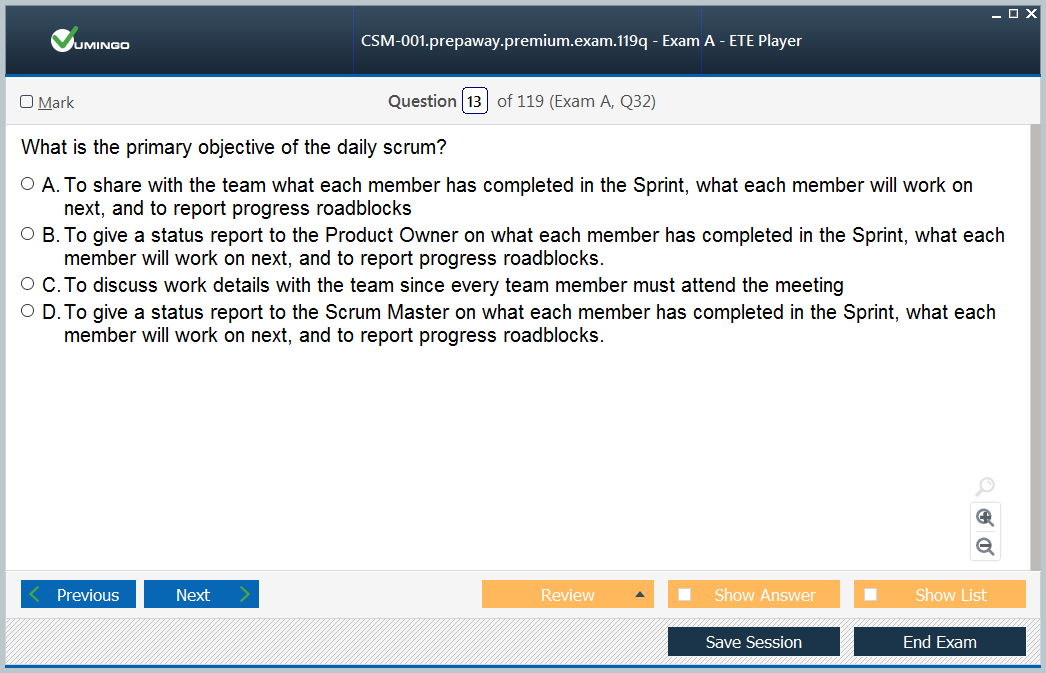 VUMINGO
CSM-001.prepaway.premium.exam.119q - Exam A - ETE Player
Mark
Question 13 of 119 (Exam A, Q32)
What is the primary objective of the daily scrum?
A. To share with the team what each member has completed in the Sprint, what each member will work on
next, and to report progress roadblocks
B. To give a status report to the Product Owner on what each member has completed in the Sprint, what each
member will work on next, and to report progress roadblocks.
C. To discuss work details with the team since every team member must attend the meeting
D. To give a status report to the Scrum Master on what each member has completed in the Sprint, what each
member will work on next, and to report progress roadblocks.
Previous
Next
Review
Show Answer
Show List
Save Session
End Exam